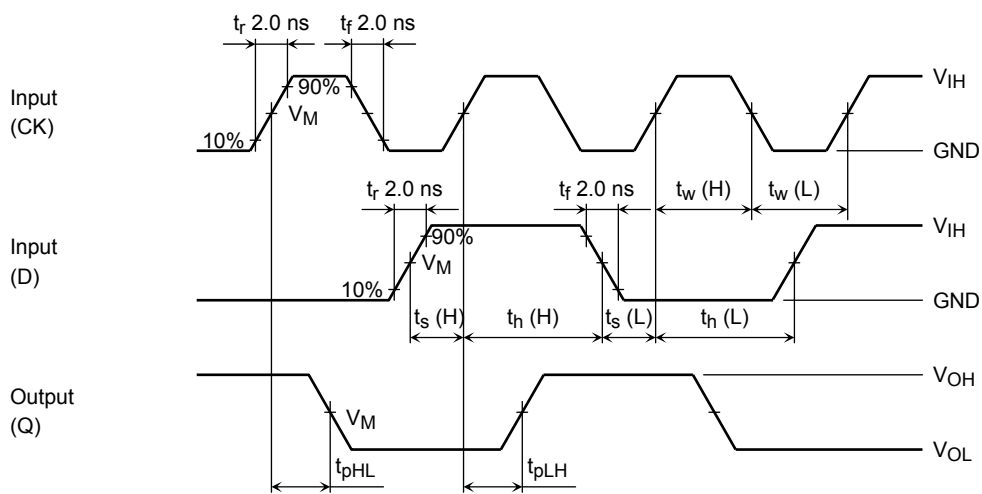 tr 2.0 ns tf 2.0 ns
Input
(CK)
90%
VM
10%
VIH
GND
tr 2.0 ns tf 2.0 ns tw (H) tw (L)
Input
(D)
90%
VM
10%
VIH
GND
ts (H) th (H) ts (L) th (L)
Output
(Q)
VM
VOH
VOL
tpHL tpLH